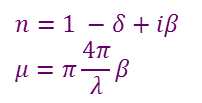 n = 1 − δ + iβ
μ = π 4π/λ β